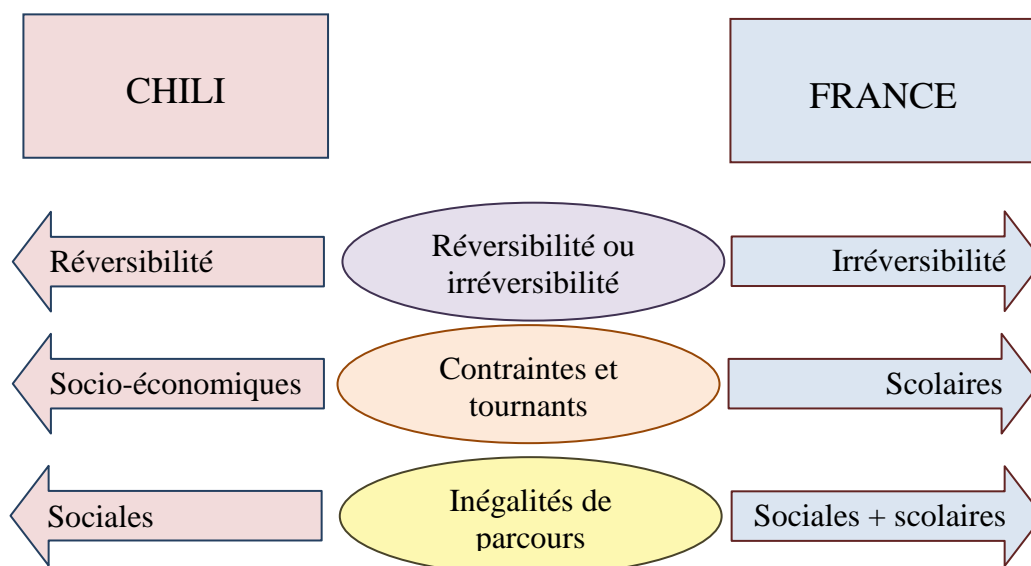 CHILI
FRANCE
Réversibilité
Réversibilité ou
irréversibilité
Irréversibilité
Socio-économiques
Contraintes et
tournants
Scolaires
Sociales
Inégalités de
parcours
Sociales + scolaires